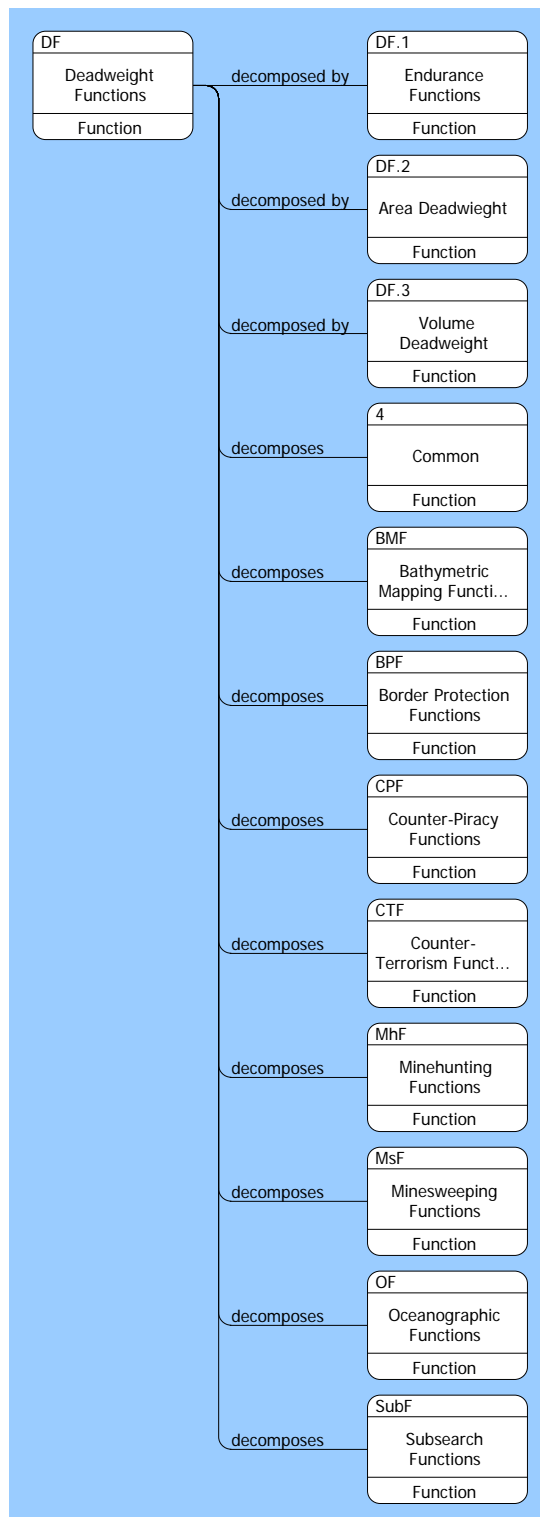 DF
Deadweight
Functions
Function
decomposed by
DF.1
Endurance
Functions
Function
decomposed by
DF.2
Area Deadwieght
Function
decomposed by
DF.3
Volume
Deadweight
Function
decomposes
4
Common
Function
decomposes
BMF
Bathymetric
Mapping Functi...
Function
decomposes
BPF
Border Protection
Functions
Function
decomposes
CPF
Counter-Piracy
Functions
Function
decomposes
CTF
Counter-
Terrorism Funct...
Function
decomposes
MhF
Minehunting
Functions
Function
decomposes
MsF
Minesweeping
Functions
Function
decomposes
OF
Oceanographic
Functions
Function
decomposes
SubF
Subsearch
Functions
Function